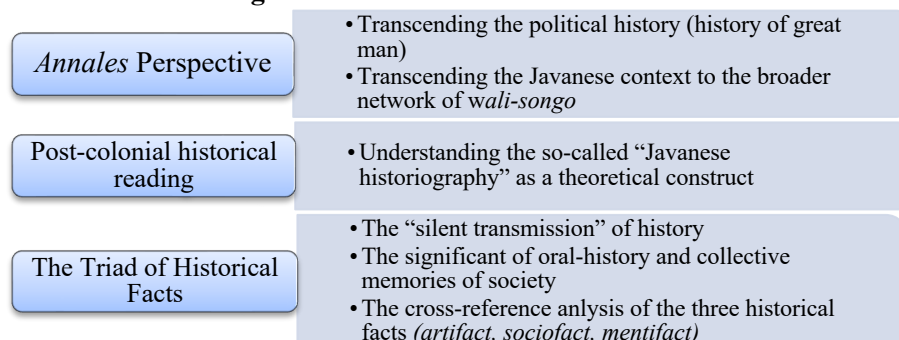 Annales Perspective
• Transcending the political history (history of great
man)
• Transcending the Javanese context to the broader
network of wali-songo
Post-colonial historical
reading
• Understanding the so-called “Javanese
historiography” as a theoretical construct
The Triad of Historical
Facts
• The “silent transmission” of history
• The significant of oral-history and collective
memories of society
• The cross-reference anlysis of the three historical
facts (artifact, sociofact, mentifact)